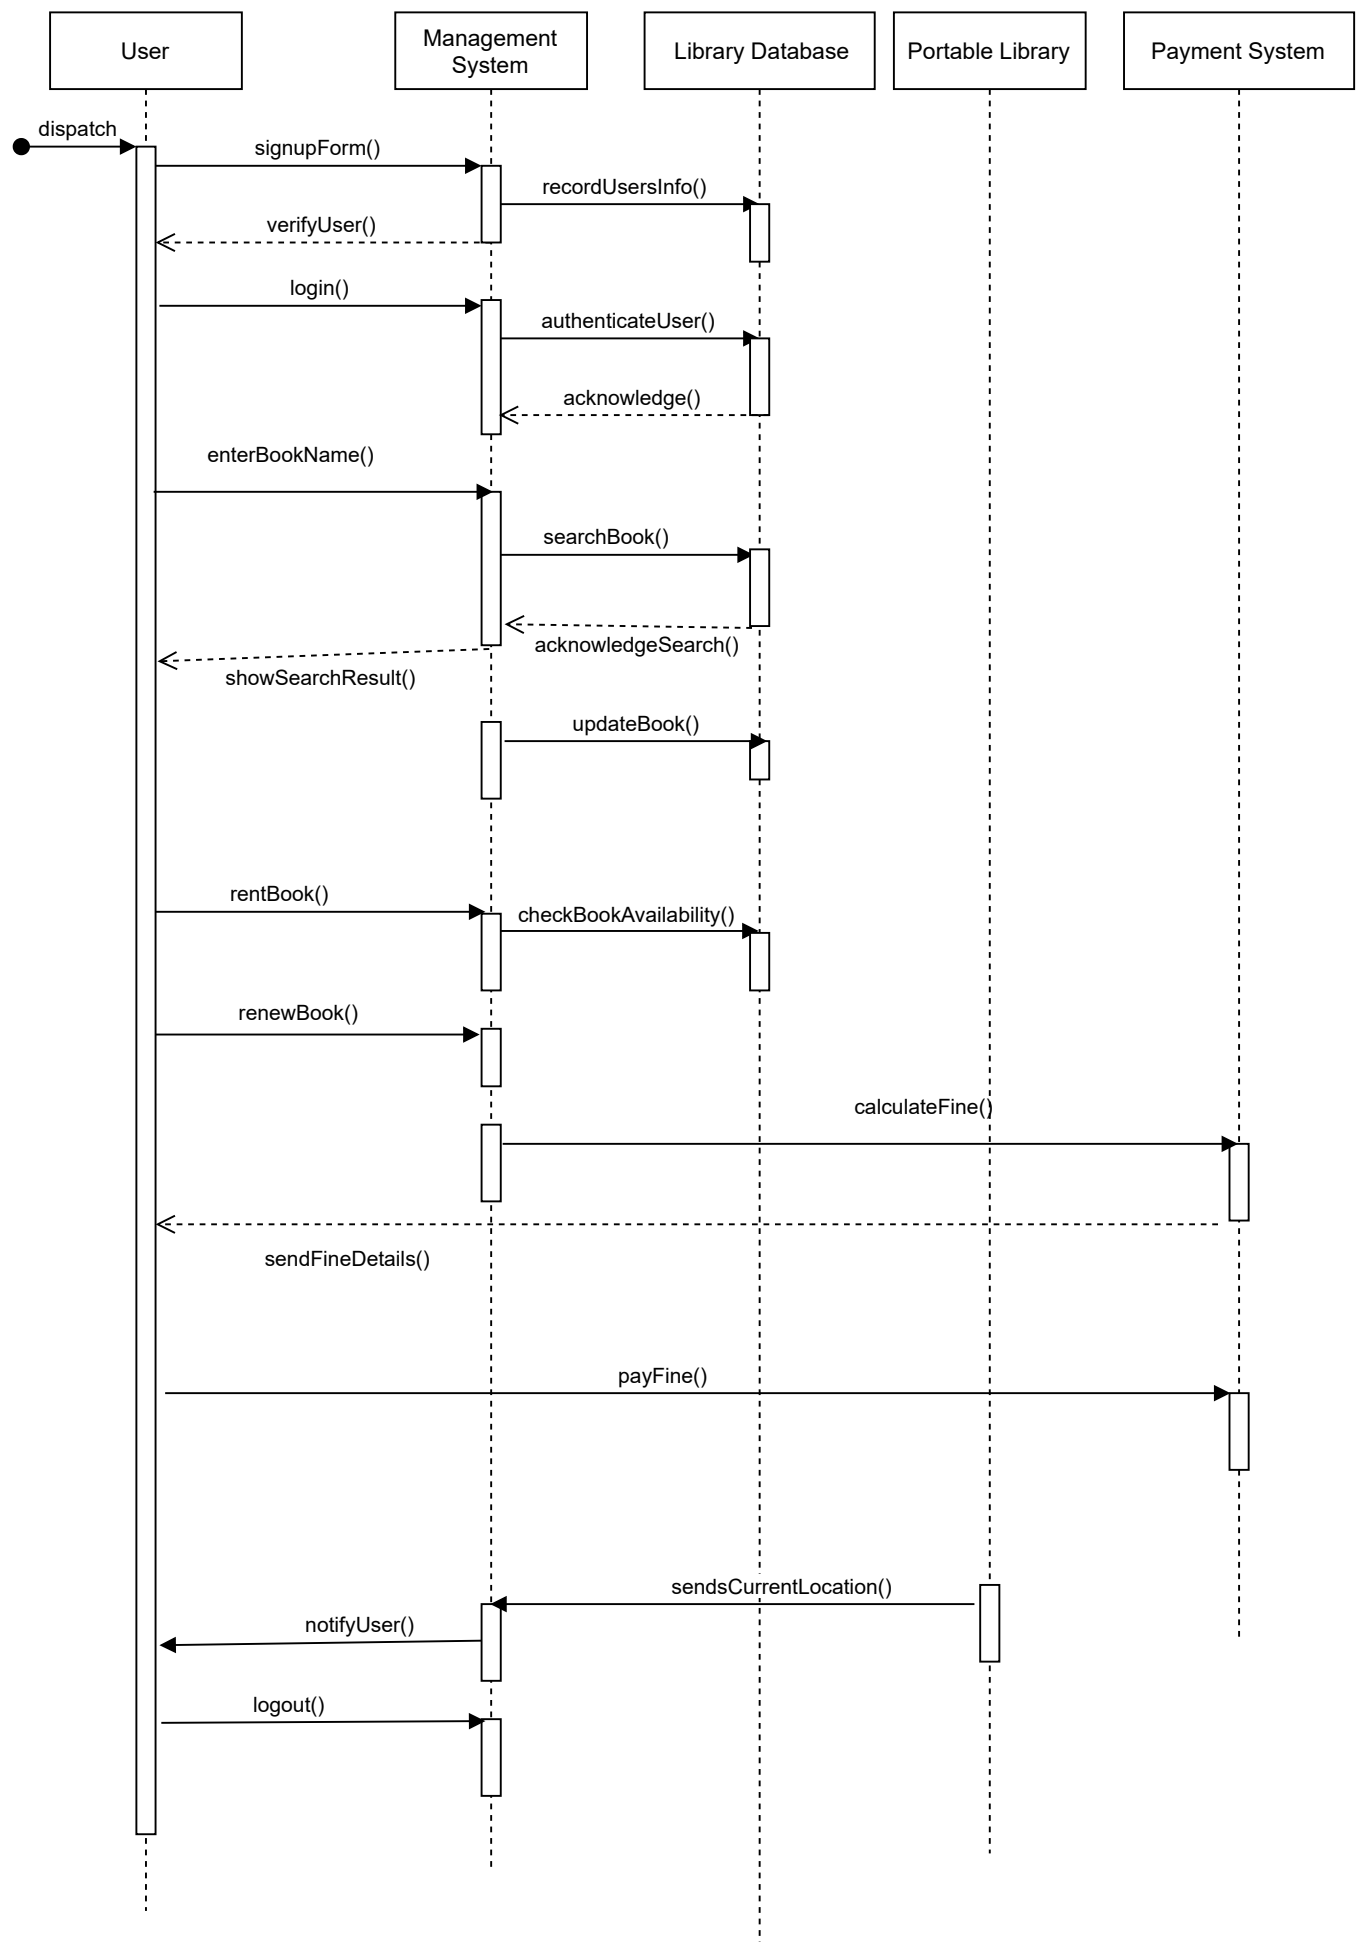 User
Management
System
Library Database
Portable Library
Payment System
dispatch
signupForm()
recordUsersInfo()
verifyUser()
login()
authenticateUser()
acknowledge()
enterBookName()
searchBook()
acknowledgeSearch()
showSearchResult()
updateBook()
rentBook()
checkBookAvailability()
renewBook()
calculateFine()
sendFineDetails()
payFine()
sendsCurrentLocation()
notifyUser()
logout()